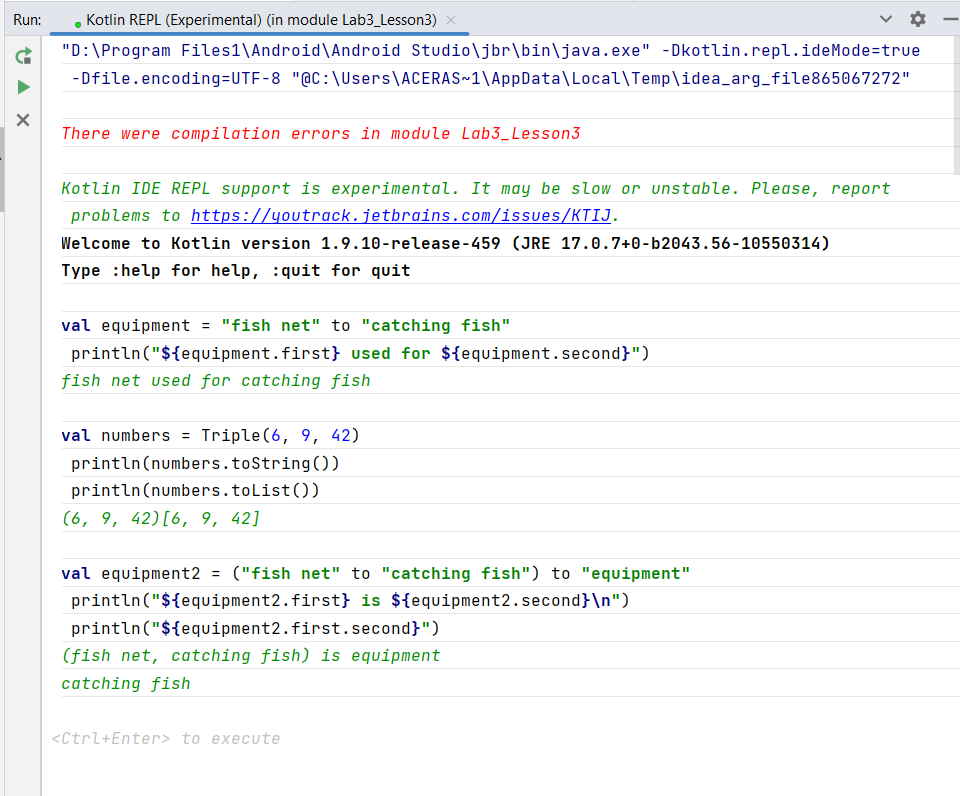 Run: Kotlin REPL (Experimental) (in module Lab3_Lesson3)
"D:\Program Files1\Android\Android Studio\jbr\bin\java.exe" -Dkotlin.repl.ideMode=true
-Dfile.encoding=UTF-8 "@C:\Users\ACERAS~1\AppData\Local\Temp\idea_arg_file865067272"
There were compilation errors in module Lab3_Lesson3
Kotlin IDE REPL support is experimental. It may be slow or unstable. Please, report
problems to https://youtrack.jetbrains.com/issues/KTIJ.
Welcome to Kotlin version 1.9.10-release-459 (JRE 17.0.7+0-b2043.56-10550314)
Type :help for help, :quit for quit
val equipment = "fish net" to "catching fish"
println("${equipment.first} used for ${equipment.second}")
fish net used for catching fish
val numbers = Triple(6, 9, 42)
println(numbers.toString())
println(numbers.toList())
(6, 9, 42)[6, 9, 42]
val equipment2 = ("fish net" to "catching fish") to "equipment"
println("${equipment2.first} is ${equipment2.second}\n")
println("${equipment2.first.second}")
(fish net, catching fish) is equipment
catching fish
<Ctrl+Enter> to execute